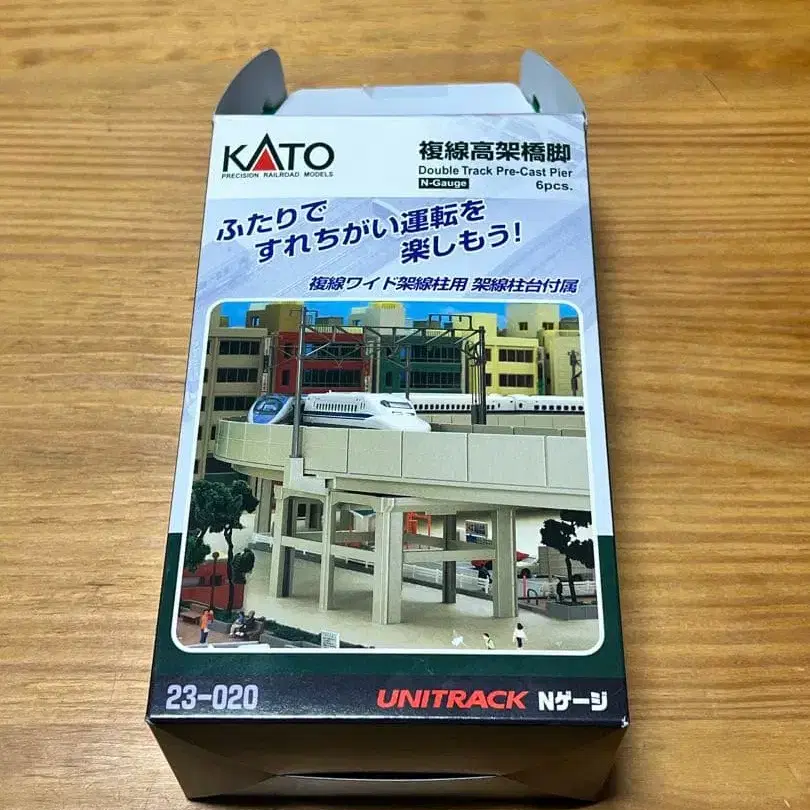 KATO
PRECISION RAILROAD MODELS
複線高架橋脚
Double Track Pre-Cast Pier
N-Gauge
6pcs.
ふたりで
すれちがい運転を
楽しもう!
複線ワイド架線柱用 架線柱台付属
23-020
UNITRACK Nゲージ